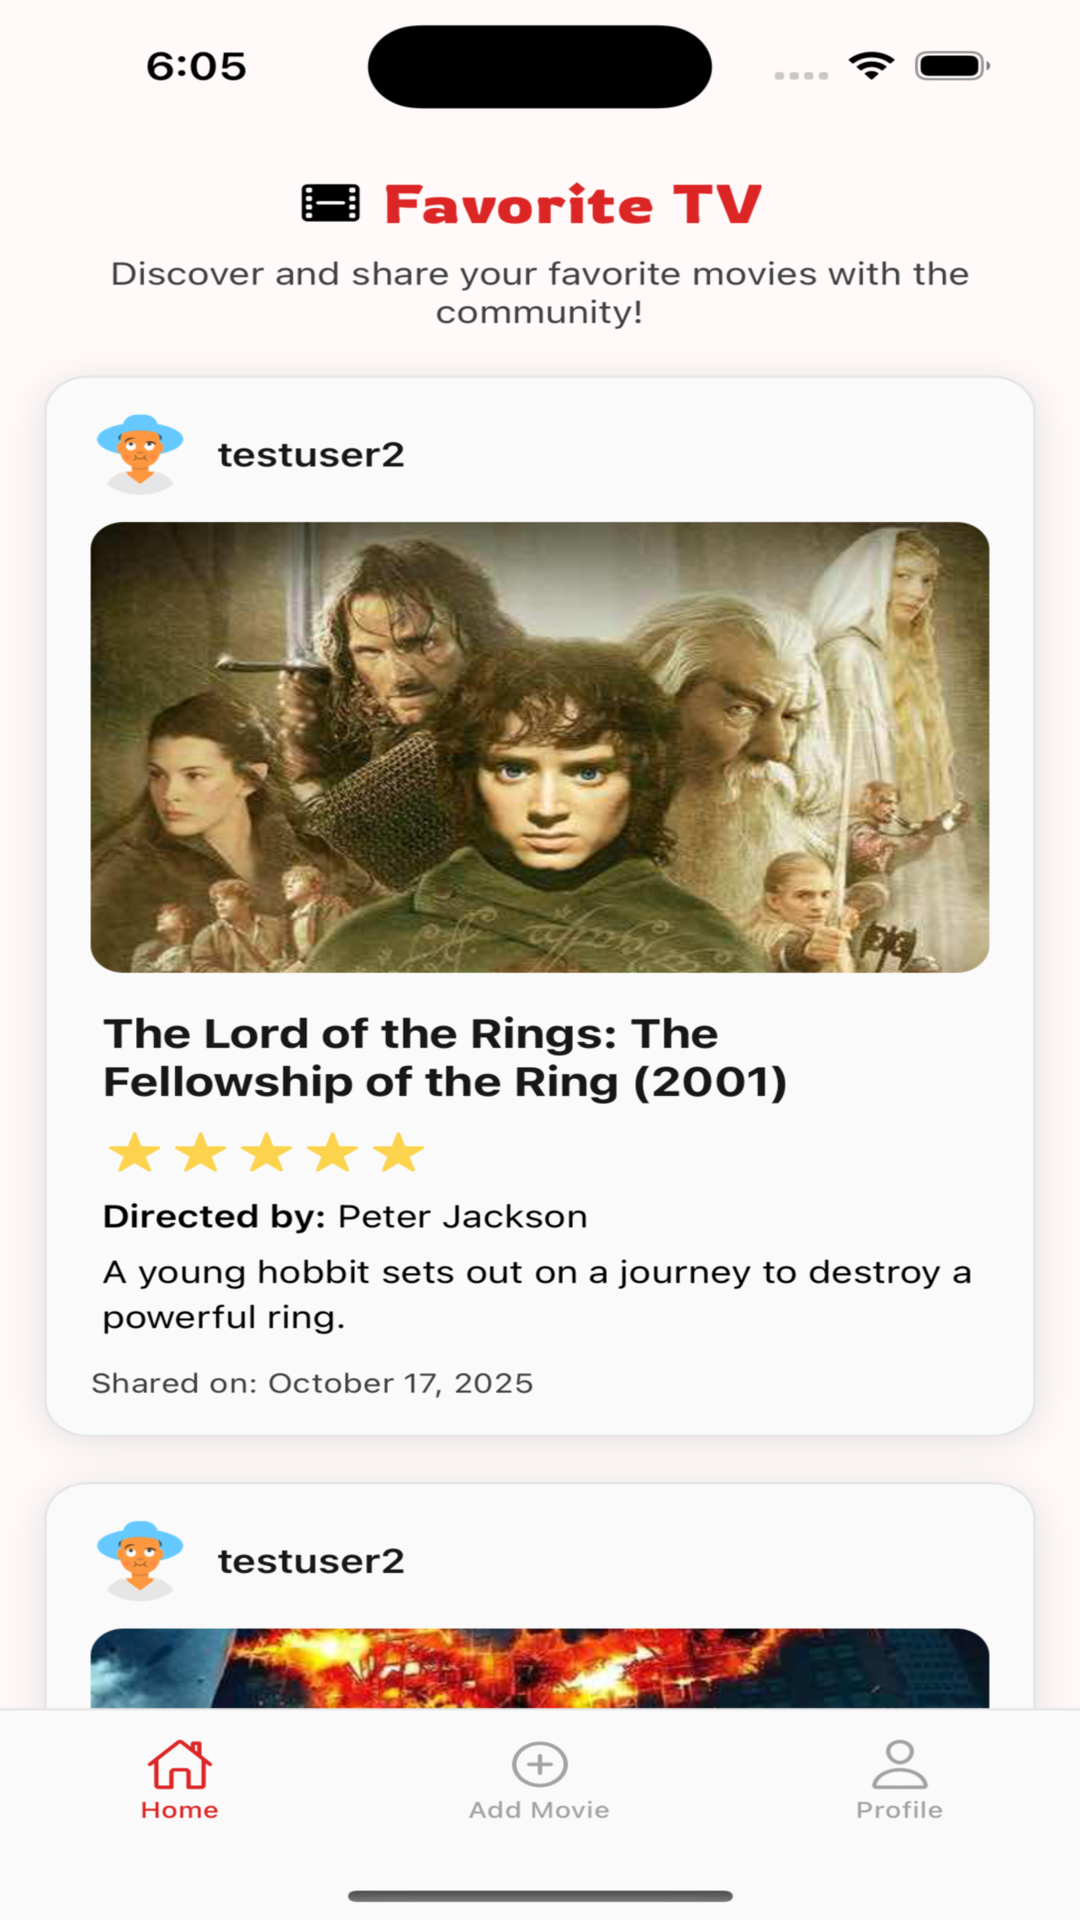 6:05
Favorite TV
Discover and share your favorite movies with the
community!
testuser2
The Lord of the Rings: The
Fellowship of the Ring (2001)
Directed by: Peter Jackson
A young hobbit sets out on a journey to destroy a
powerful ring.
Shared on: October 17, 2025
testuser2
Home
Add Movie
Profile